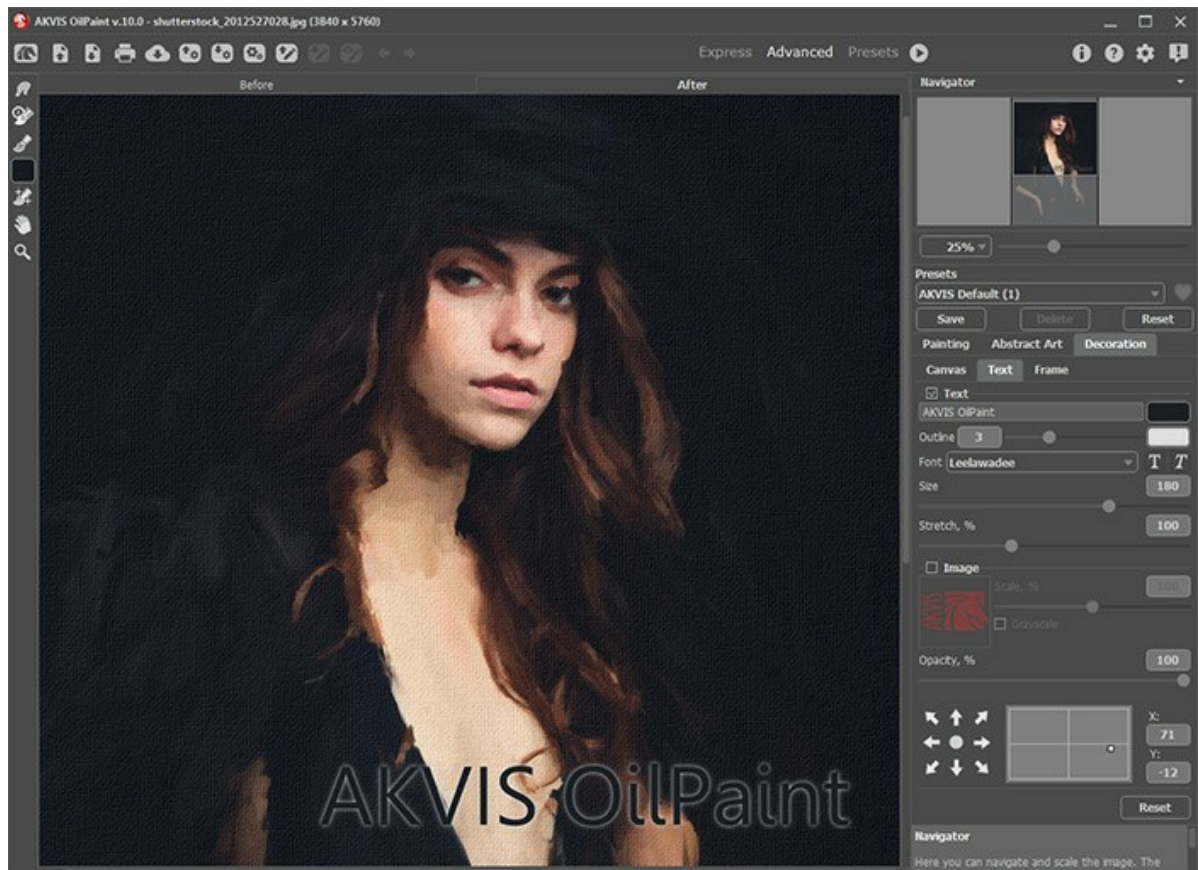 AKVIS OilPaint v.10.0 - shutterstock_2012527028.jpg (3840 x 5760)
Express Advanced Presets
Before After
Navigator
25%
Presets
AKVIS Default (1)
Save Delete Reset
Painting Abstract Art Decoration
Canvas Text Frame
Text
AKVIS OilPaint
Outline 3
Font Leelawadee T T
Size 180
Stretch, % 100
Image
Scale, % 100
AKVIS
Grayscale
Opacity, % 100
X:
71
Y:
-12
Reset
AKVIS OilPaint
Navigator
Here you can navigate and scale the image. The